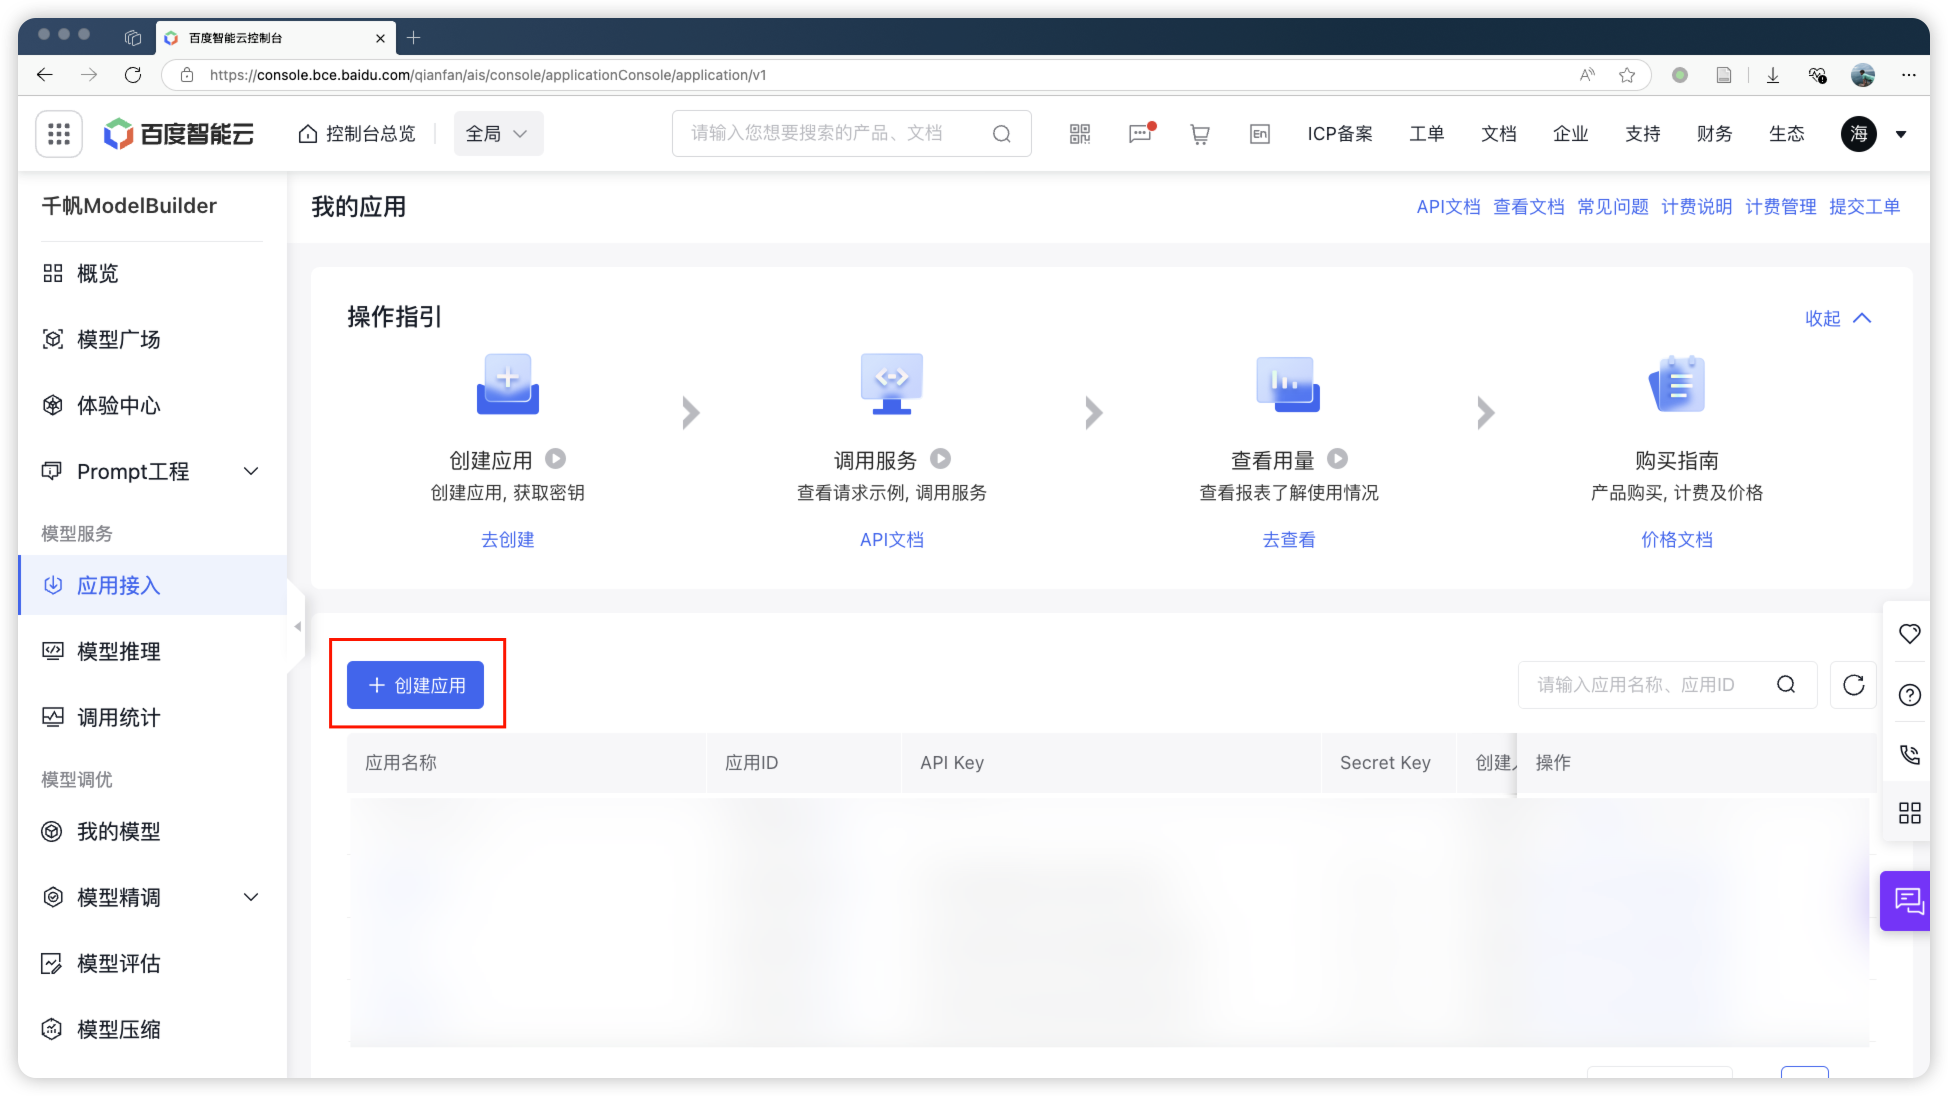 百度智能云控制台
https://console.bce.baidu.com/qianfan/ais/console/applicationConsole/application/v1
百度智能云
控制台总览
全局
请输入您想要搜索的产品、文档
En
ICP备案
工单
文档
企业
支持
财务
生态
海
千帆ModelBuilder
概览
模型广场
体验中心
Prompt工程
模型服务
应用接入
模型推理
调用统计
模型调优
我的模型
模型精调
模型评估
模型压缩
我的应用
API文档 查看文档 常见问题 计费说明 计费管理 提交工单
操作指引
收起
创建应用
创建应用, 获取密钥
去创建
调用服务
查看请求示例, 调用服务
API文档
查看用量
查看报表了解使用情况
去查看
购买指南
产品购买, 计费及价格
价格文档
+ 创建应用
请输入应用名称、应用ID
应用名称
应用ID
API Key
Secret Key
创建
操作